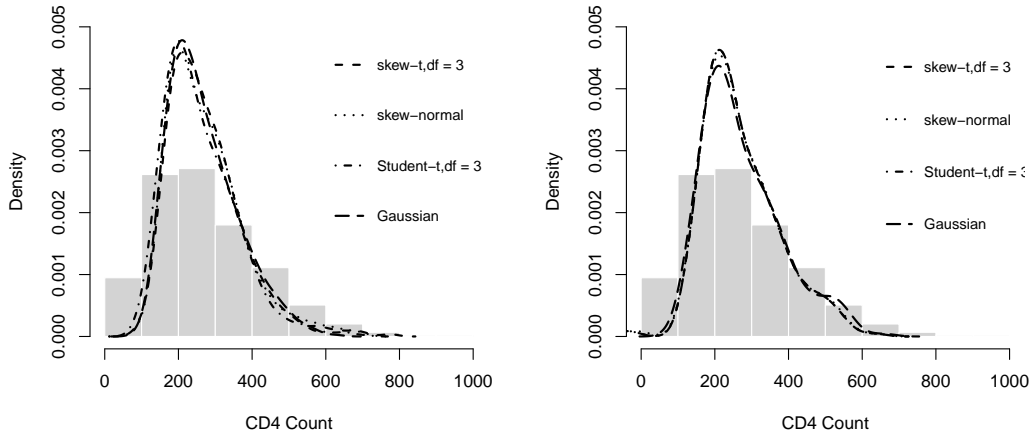 0.005
0.004
0.003
0.002
0.001
0.000
Density
skew−t,df = 3
skew−normal
Student−t,df = 3
Gaussian
0 200 400 600 800 1000
CD4 Count
0.005
0.004
0.003
0.002
0.001
0.000
Density
skew−t,df = 3
skew−normal
Student−t,df = 3
Gaussian
0 200 400 600 800 1000
CD4 Count